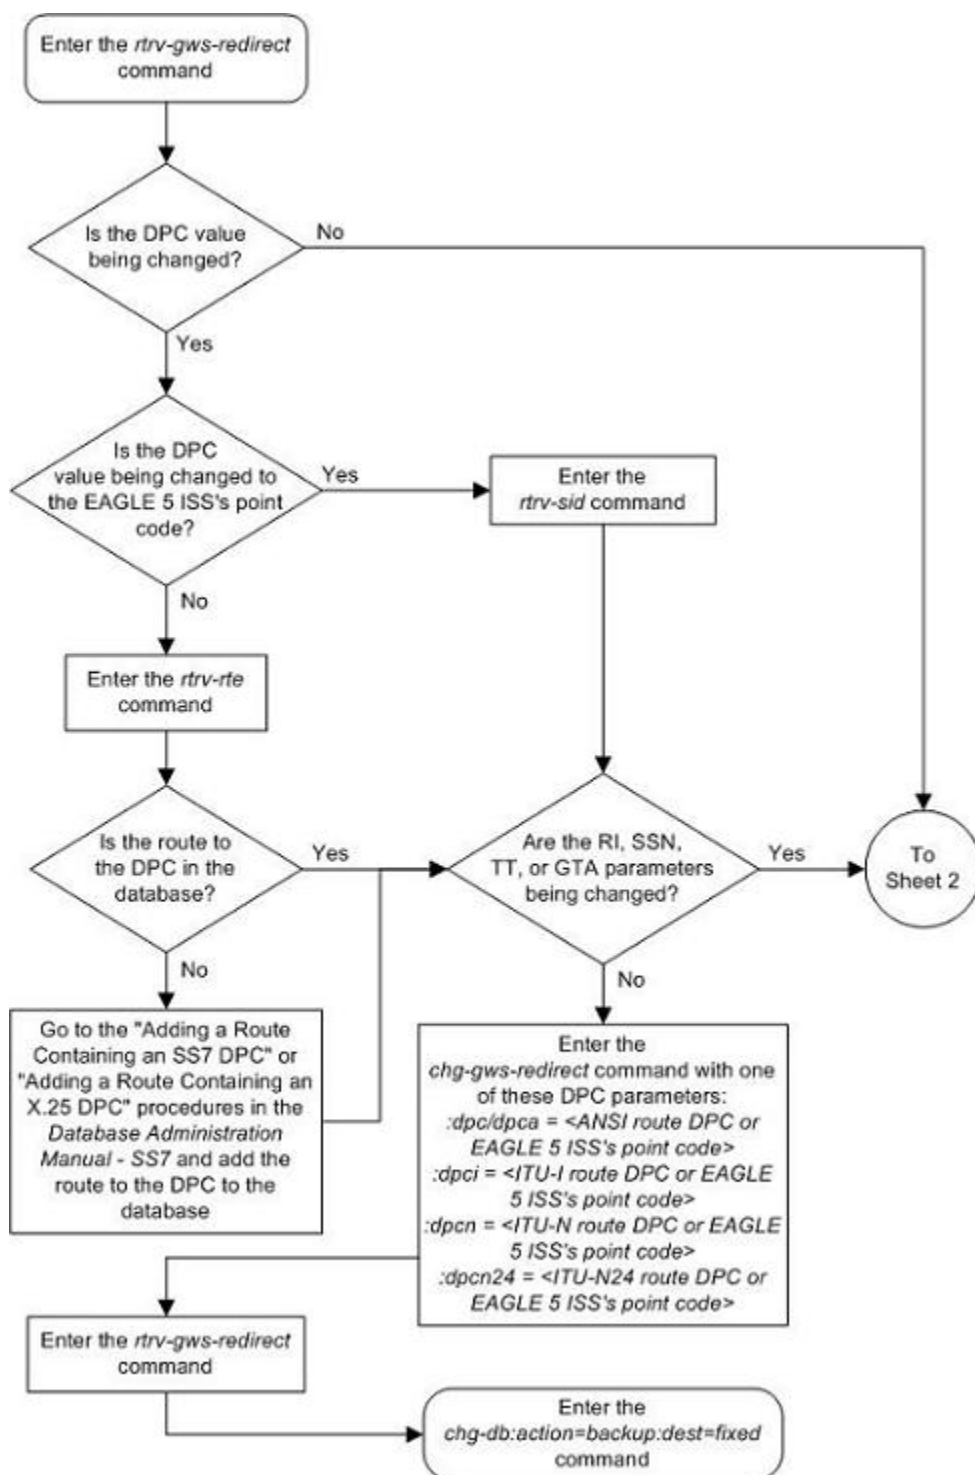 Enter the rtrv-gws-redirect
command
Is the DPC value
being changed?
No
Yes
Is the DPC
value being changed to
the EAGLE 5 ISS's point
code?
Yes
Enter the
rtrv-sid command
No
Enter the rtrv-rte
command
Is the route to
the DPC in the
database?
Yes
Are the RI, SSN,
TT, or GTA parameters
being changed?
Yes
To
Sheet 2
No
No
Go to the "Adding a Route
Containing an SS7 DPC" or
"Adding a Route Containing an
X.25 DPC" procedures in the
Database Administration
Manual - SS7 and add the
route to the DPC to the
database
Enter the
chg-gws-redirect command with one
of these DPC parameters:
:dpc/dpca = <ANSI route DPC or
EAGLE 5 ISS's point code>
:dpci = <ITU-I route DPC or EAGLE
5 ISS's point code>
:dpcn = <ITU-N route DPC or EAGLE
5 ISS's point code>
:dpcn24 = <ITU-N24 route DPC or
EAGLE 5 ISS's point code>
Enter the rtrv-gws-redirect
command
Enter the
chg-db:action=backup:dest=fixed
command